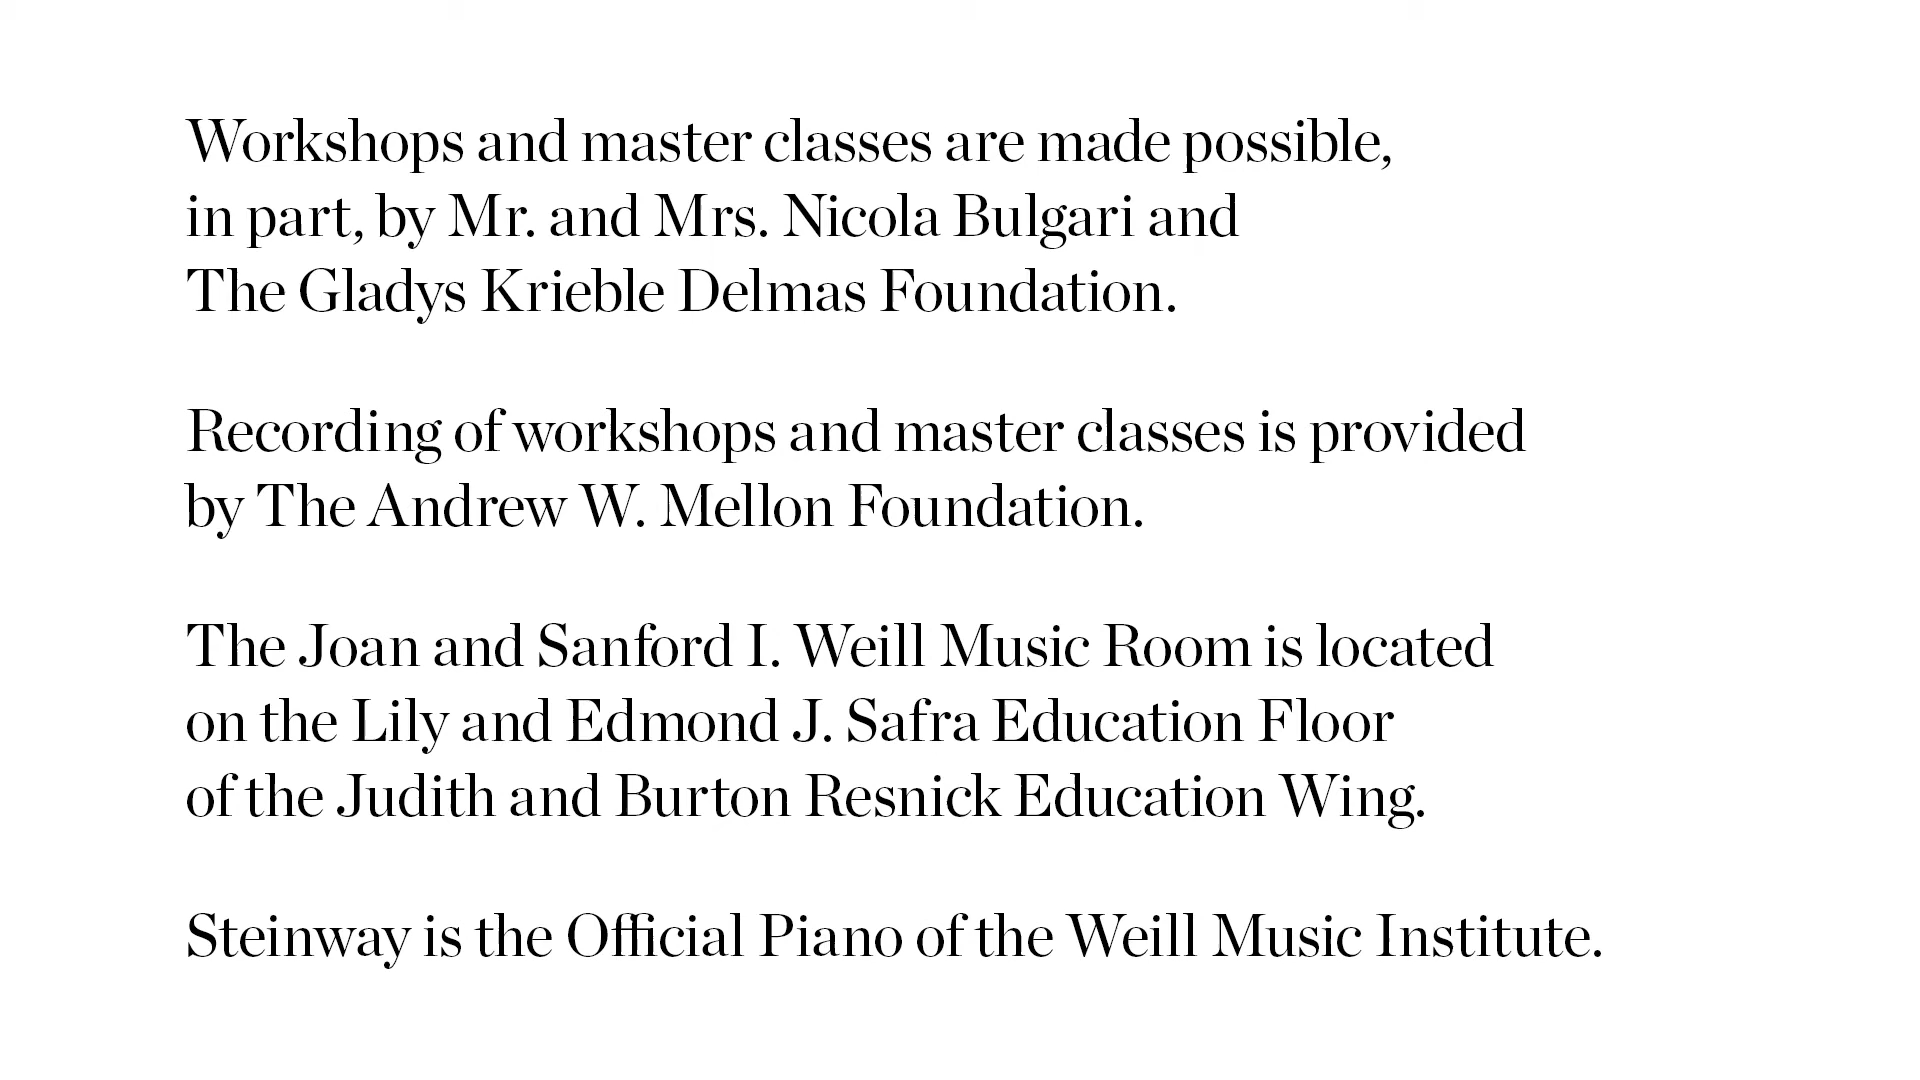 Workshops and master classes are made possible,
in part, by Mr. and Mrs. Nicola Bulgari and
The Gladys Krieble Delmas Foundation.
Recording of workshops and master classes is provided
by The Andrew W. Mellon Foundation.
The Joan and Sanford I. Weill Music Room is located
on the Lily and Edmond J. Safra Education Floor
of the Judith and Burton Resnick Education Wing.
Steinway is the Official Piano of the Weill Music Institute.